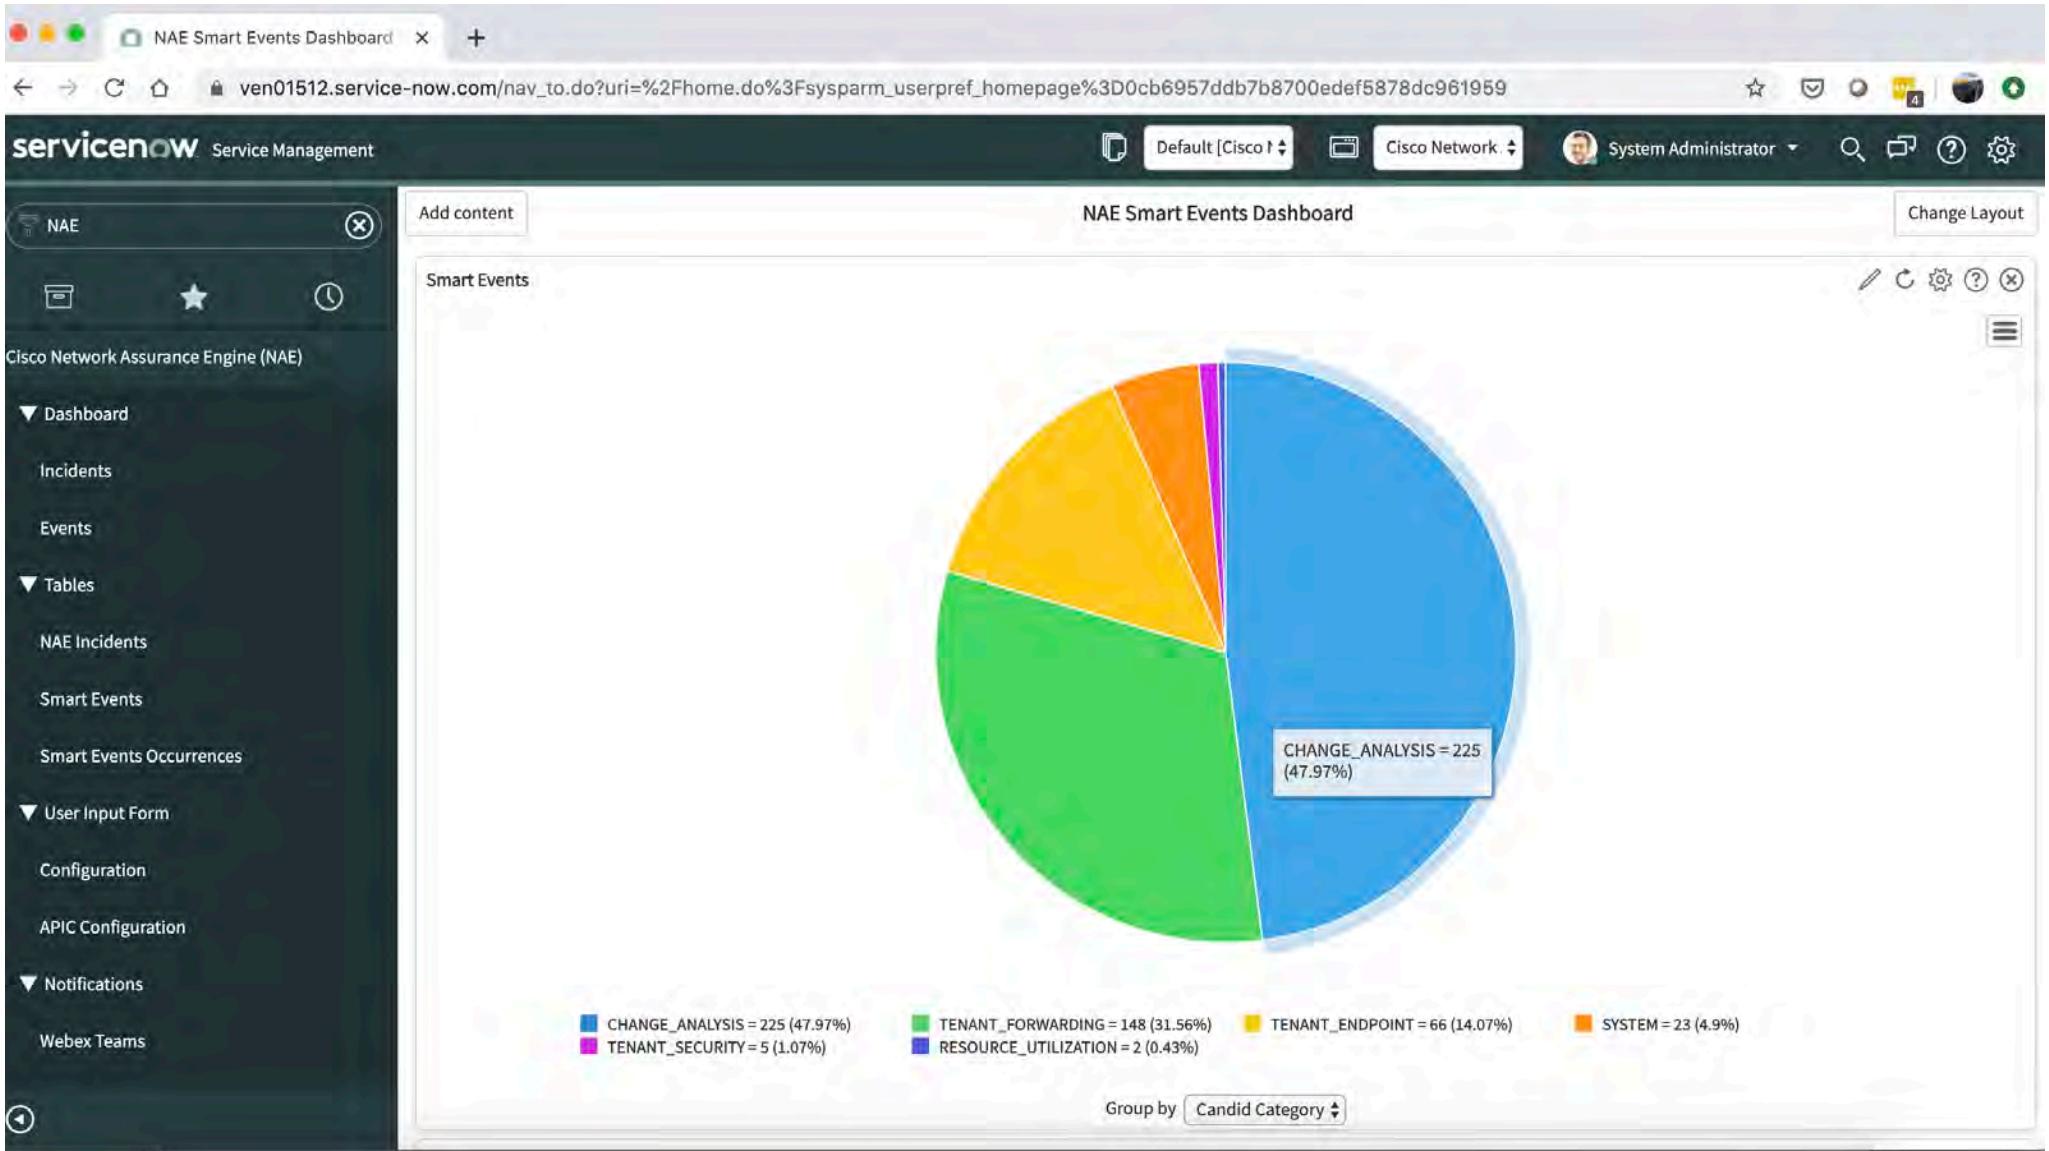 NAE Smart Events Dashboard
ven01512.service-now.com/nav_to.do?uri=%2Fhome.do%3Fsysparm_userpref_homepage%3D0cb6957ddb7b8700edef5878dc961959
4
servicenow Service Management
Default [Cisco N
Cisco Network
System Administrator
NAE
Add content
NAE Smart Events Dashboard
Change Layout
Smart Events
Cisco Network Assurance Engine (NAE)
Dashboard
Incidents
Events
Tables
NAE Incidents
Smart Events
Smart Events Occurrences
User Input Form
Configuration
APIC Configuration
Notifications
Webex Teams
CHANGE_ANALYSIS = 225
(47.97%)
CHANGE_ANALYSIS = 225 (47.97%)
TENANT_FORWARDING = 148 (31.56%)
TENANT_ENDPOINT = 66 (14.07%)
SYSTEM = 23 (4.9%)
TENANT_SECURITY = 5 (1.07%)
RESOURCE_UTILIZATION = 2 (0.43%)
Group by Candid Category